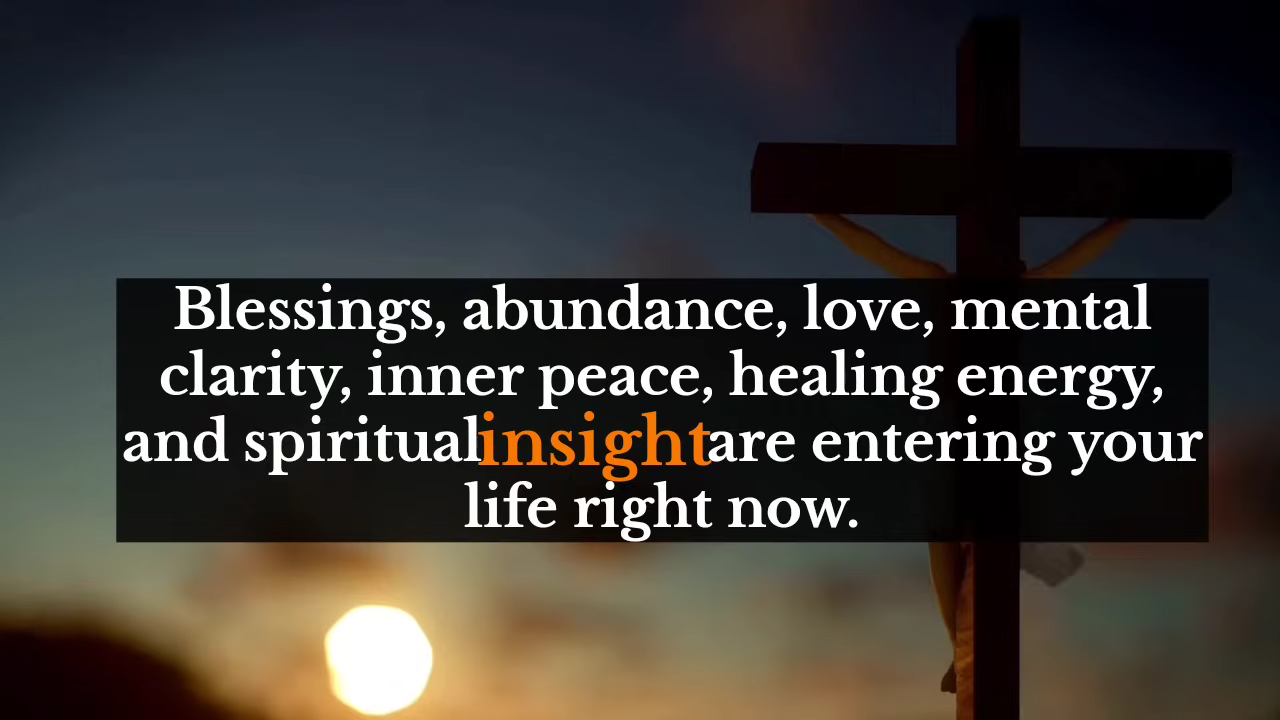 Blessings, abundance, love, mental
clarity, inner peace, healing energy,
and spiritual insight are entering your
life right now.